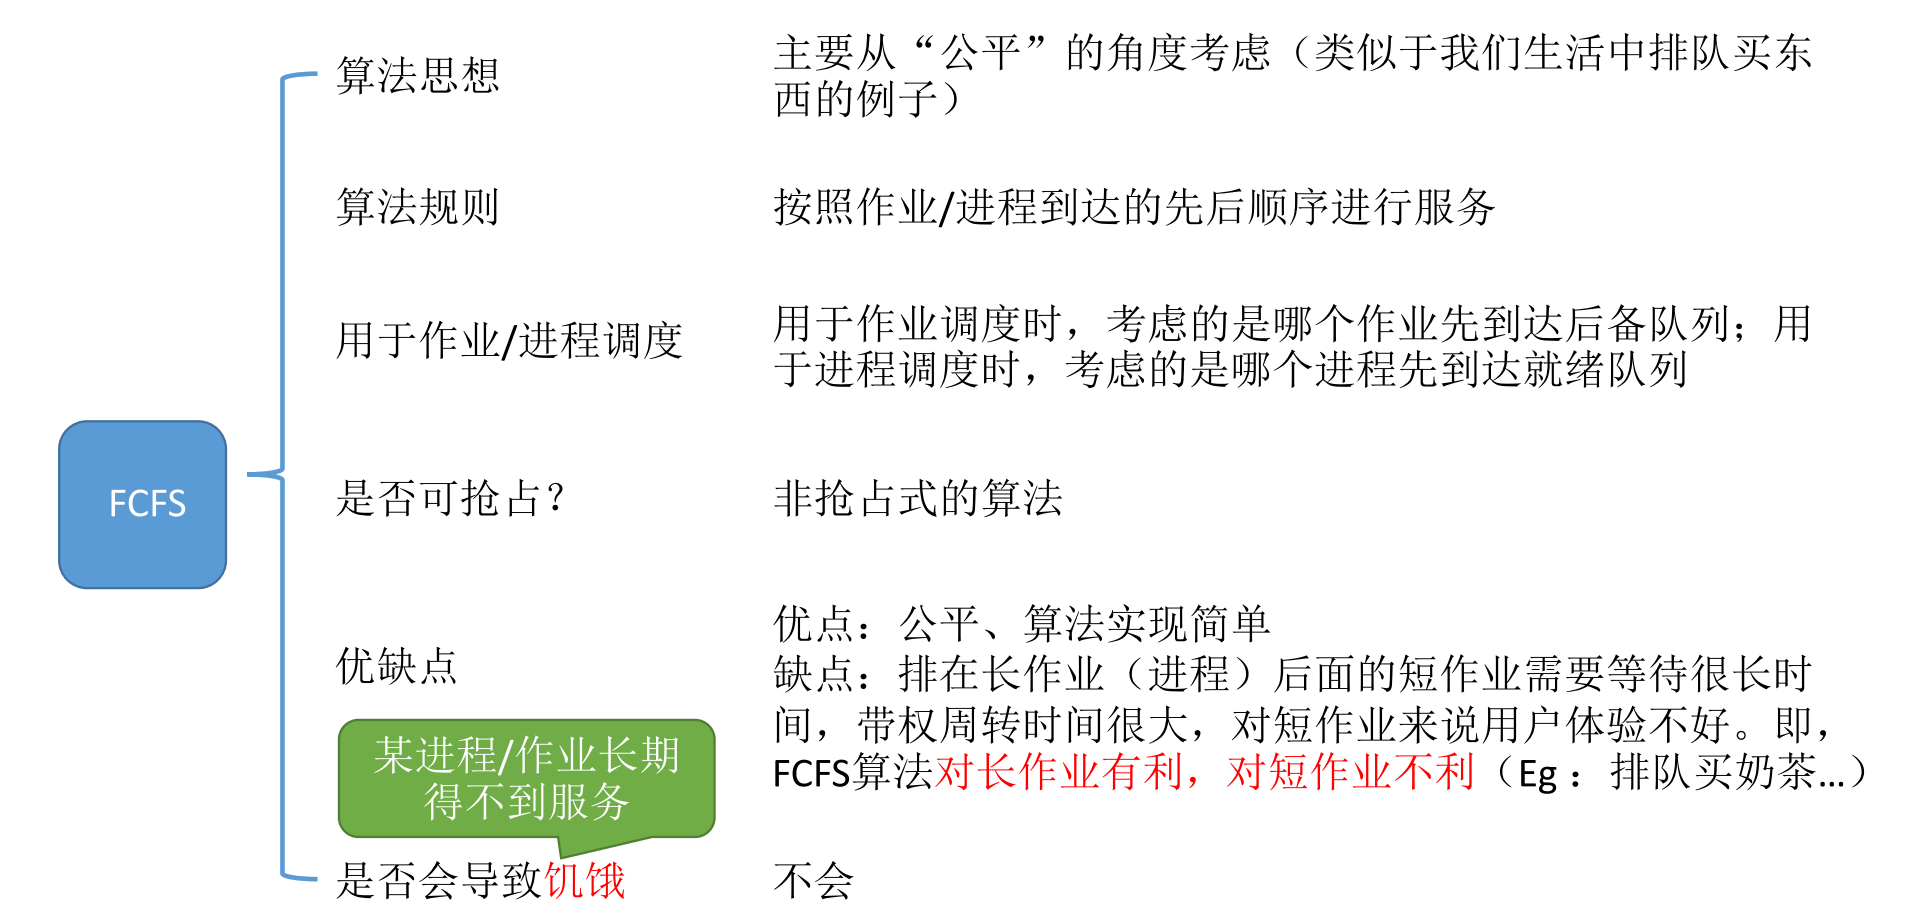 算法思想
主要从“公平”的角度考虑（类似于我们生活中排队买东
西的例子）
算法规则
按照作业/进程到达的先后顺序进行服务
用于作业/进程调度
用于作业调度时，考虑的是哪个作业先到达后备队列；用
于进程调度时，考虑的是哪个进程先到达就绪队列
FCFS
是否可抢占？
非抢占式的算法
优缺点
优点：公平、算法实现简单
缺点：排在长作业（进程）后面的短作业需要等待很长时
间，带权周转时间很大，对短作业来说用户体验不好。即，
FCFS算法对长作业有利，对短作业不利（Eg：排队买奶茶…）
某进程/作业长期
得不到服务
是否会导致饥饿
不会